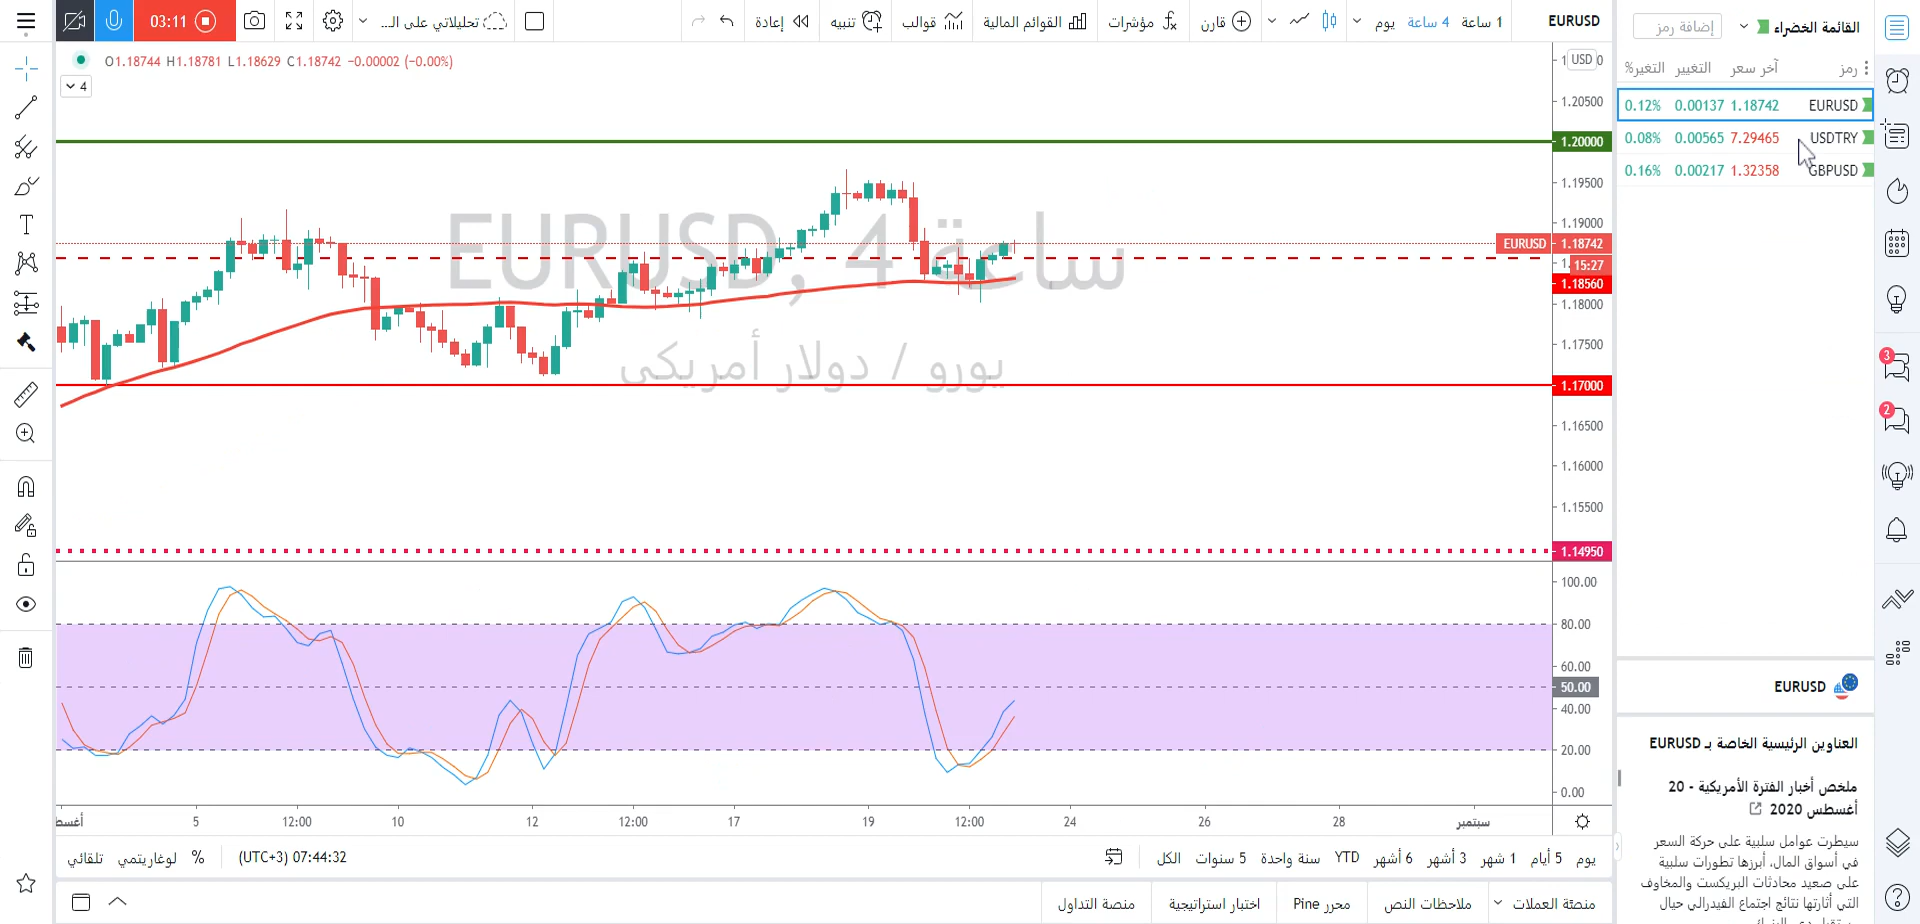 03:11
تحليلاتي على الـ...
إعادة
تنبيه
قوالب
القوائم المالية
مؤشرات
قارن
يوم
4 ساعة
1 ساعة
EURUSD
إضافة رمز
القائمة الخضراء
O1.18744 H1.18781 L1.18629 C1.18742 −0.00002 (−0.00%)
4
رمز
آخر سعر
التغيير
التغير%
EURUSD 1.18742 0.00137 0.12%
USDTRY 7.29465 0.00565 0.08%
GBPUSD 1.32358 0.00217 0.16%
EURUSD, 4 ساعة
يورو / دولار أمريكي
USD
1.20500
1.20000
1.19500
1.19000
EURUSD 1.18742
15:27
1.18560
1.18000
1.17500
1.17000
1.16500
1.16000
1.15500
1.14950
100.00
80.00
60.00
50.00
40.00
20.00
0.00
3
2
5
12:00
10
12
12:00
17
19
12:00
24
26
28
سبتمبر
EURUSD
العناوين الرئيسية الخاصة بـ EURUSD
ملخص أخبار الفترة الأمريكية - 20
أغسطس 2020
سيطرت عوامل سلبية على حركة السعر
في أسواق المال، أبرزها تطورات سلبية
على صعيد محادثات البريكست والمخاوف
التي أثارتها نتائج اجتماع الفيدرالي حيال
تلقائي
لوغاريتمي
%
07:44:32 (UTC+3)
يوم
5 أيام
1 شهر
3 أشهر
6 أشهر
YTD
سنة واحدة
5 سنوات
الكل
منصئة العملات
ملاحظات النص
محرر Pine
اختبار استراتيجية
منصة التداول